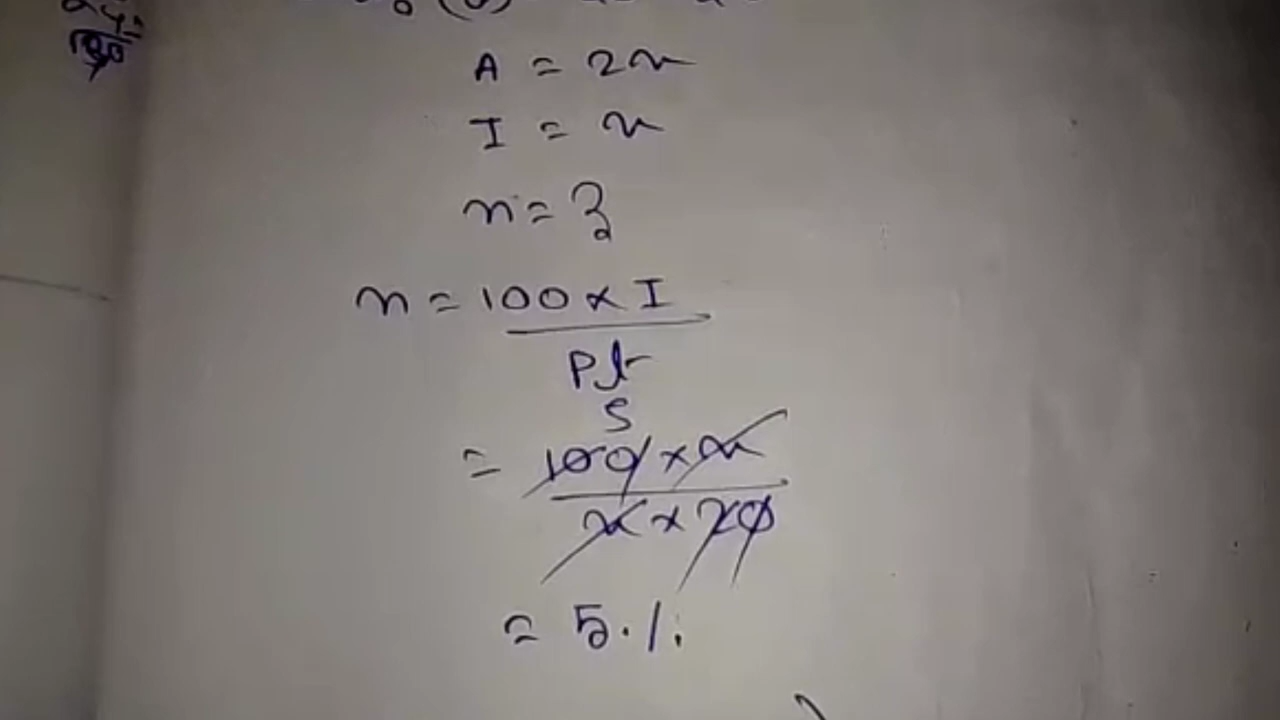 A = 2x
I = x
r = ?
r = 100 × I
Pt
5
= 100 × x
x × 20
= 5%